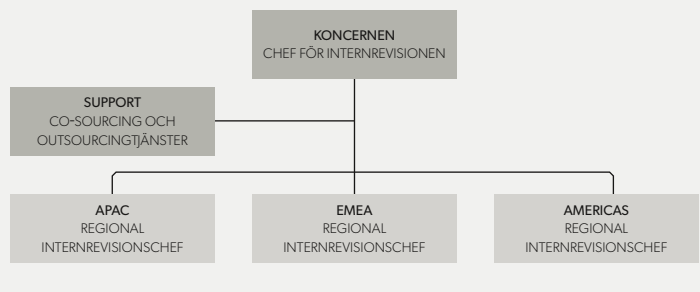 KONCERNEN
CHEF FÖR INTERNREVISIONEN
SUPPORT
CO-SOURCING OCH
OUTSOURCINGTJÄNSTER
APAC
REGIONAL
INTERNREVISIONSCHEF
EMEA
REGIONAL
INTERNREVISIONSCHEF
AMERICAS
REGIONAL
INTERNREVISIONSCHEF